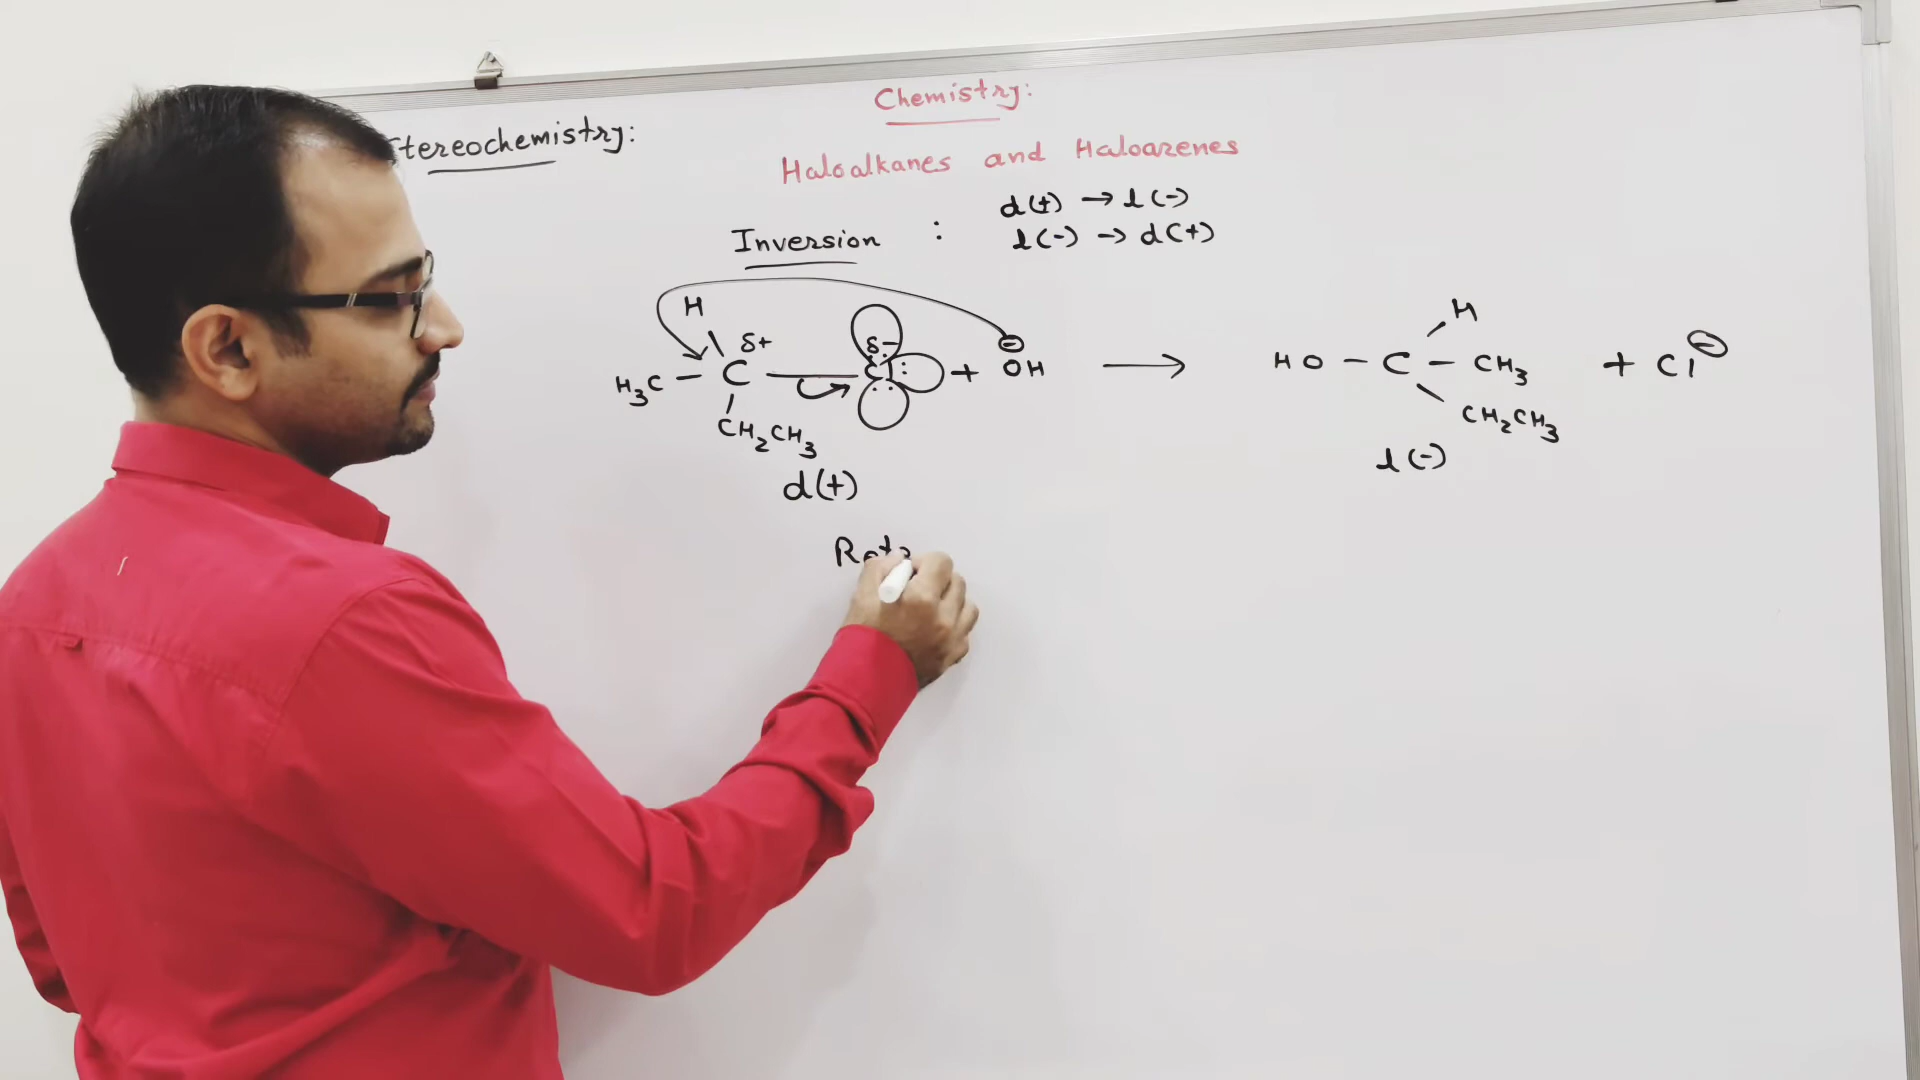 Chemistry:
Stereochemistry:
Haloalkanes and Haloarenes
d(+) → l(-)
Inversion : l(-) → d(+)
H
δ+ δ-
H₃C - C — Cl + ⊖OH → HO - C - CH₃ + Cl⊖
H
CH₂CH₃
CH₂CH₃
d(+)
l(-)